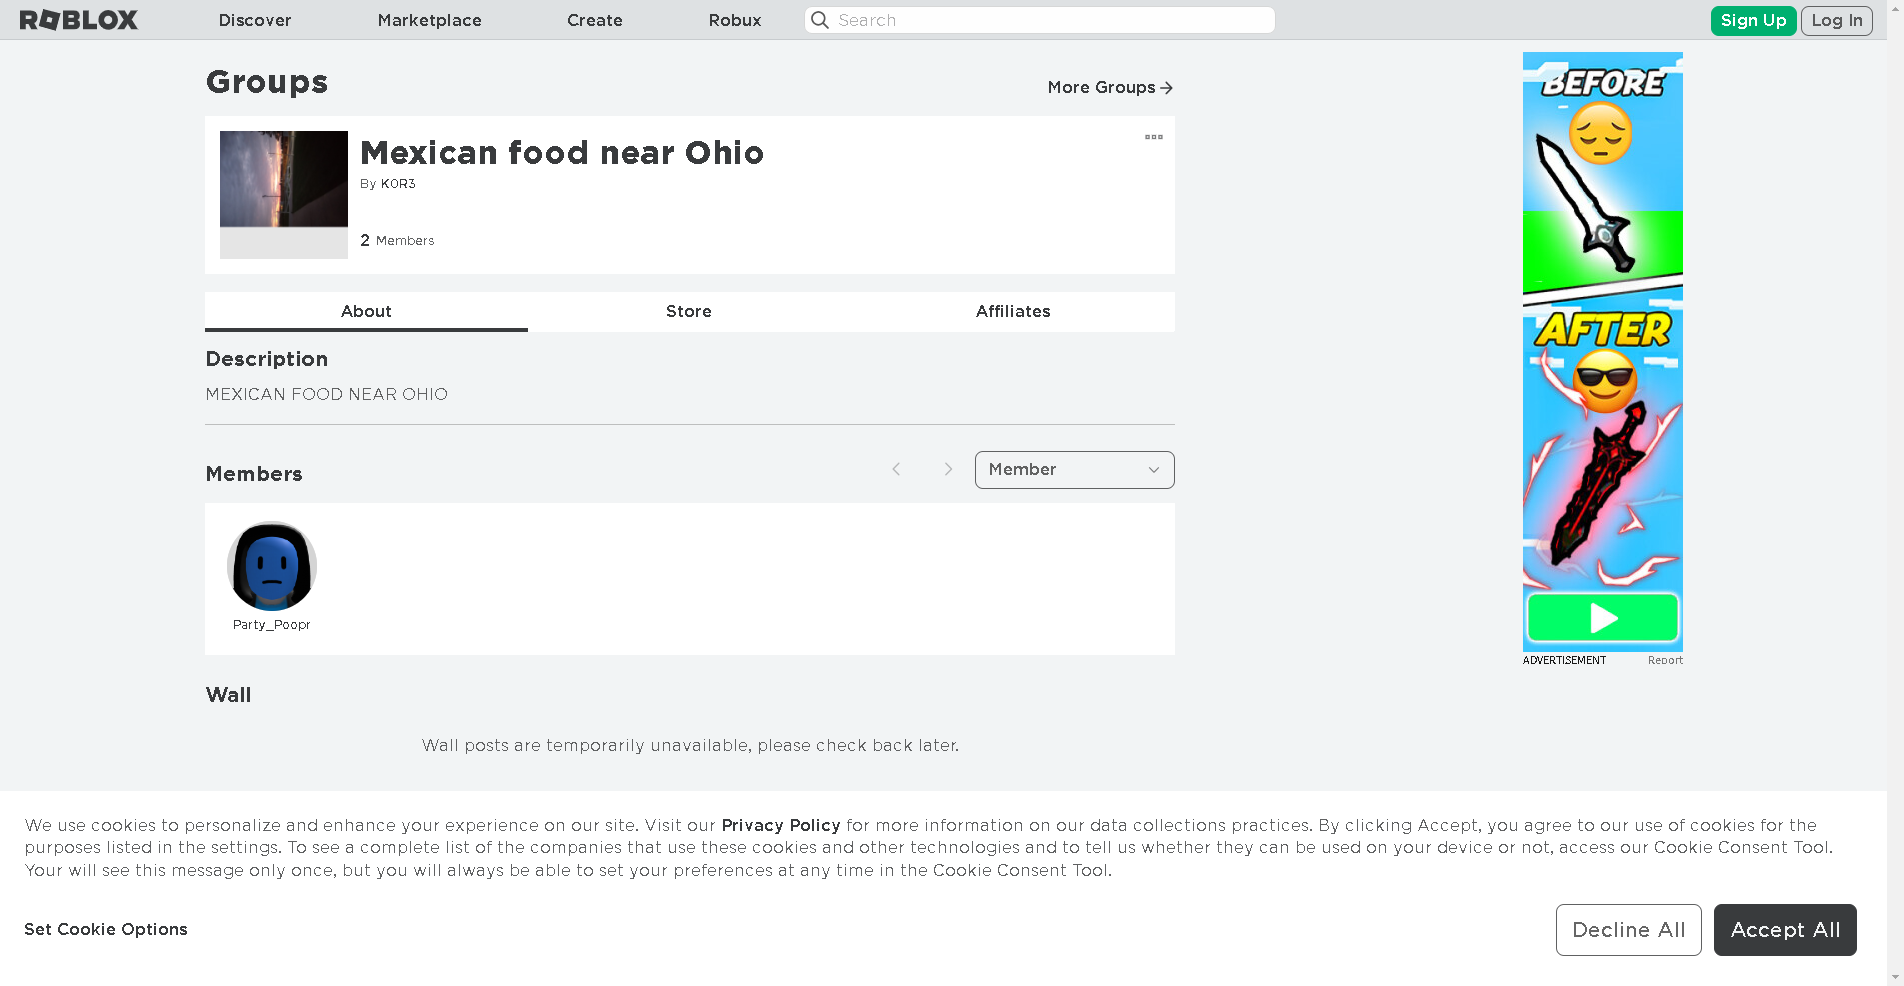 ROBLOX
Discover
Marketplace
Create
Robux
Search
Sign Up
Log In
Groups
More Groups
Mexican food near Ohio
By K0R3
2 Members
About
Store
Affiliates
Description
MEXICAN FOOD NEAR OHIO
Members
Member
Party_Poopr
Wall
Wall posts are temporarily unavailable, please check back later.
BEFORE
AFTER
ADVERTISEMENT
Report
We use cookies to personalize and enhance your experience on our site. Visit our Privacy Policy for more information on our data collections practices. By clicking Accept, you agree to our use of cookies for the
purposes listed in the settings. To see a complete list of the companies that use these cookies and other technologies and to tell us whether they can be used on your device or not, access our Cookie Consent Tool.
Your will see this message only once, but you will always be able to set your preferences at any time in the Cookie Consent Tool.
Set Cookie Options
Decline All
Accept All